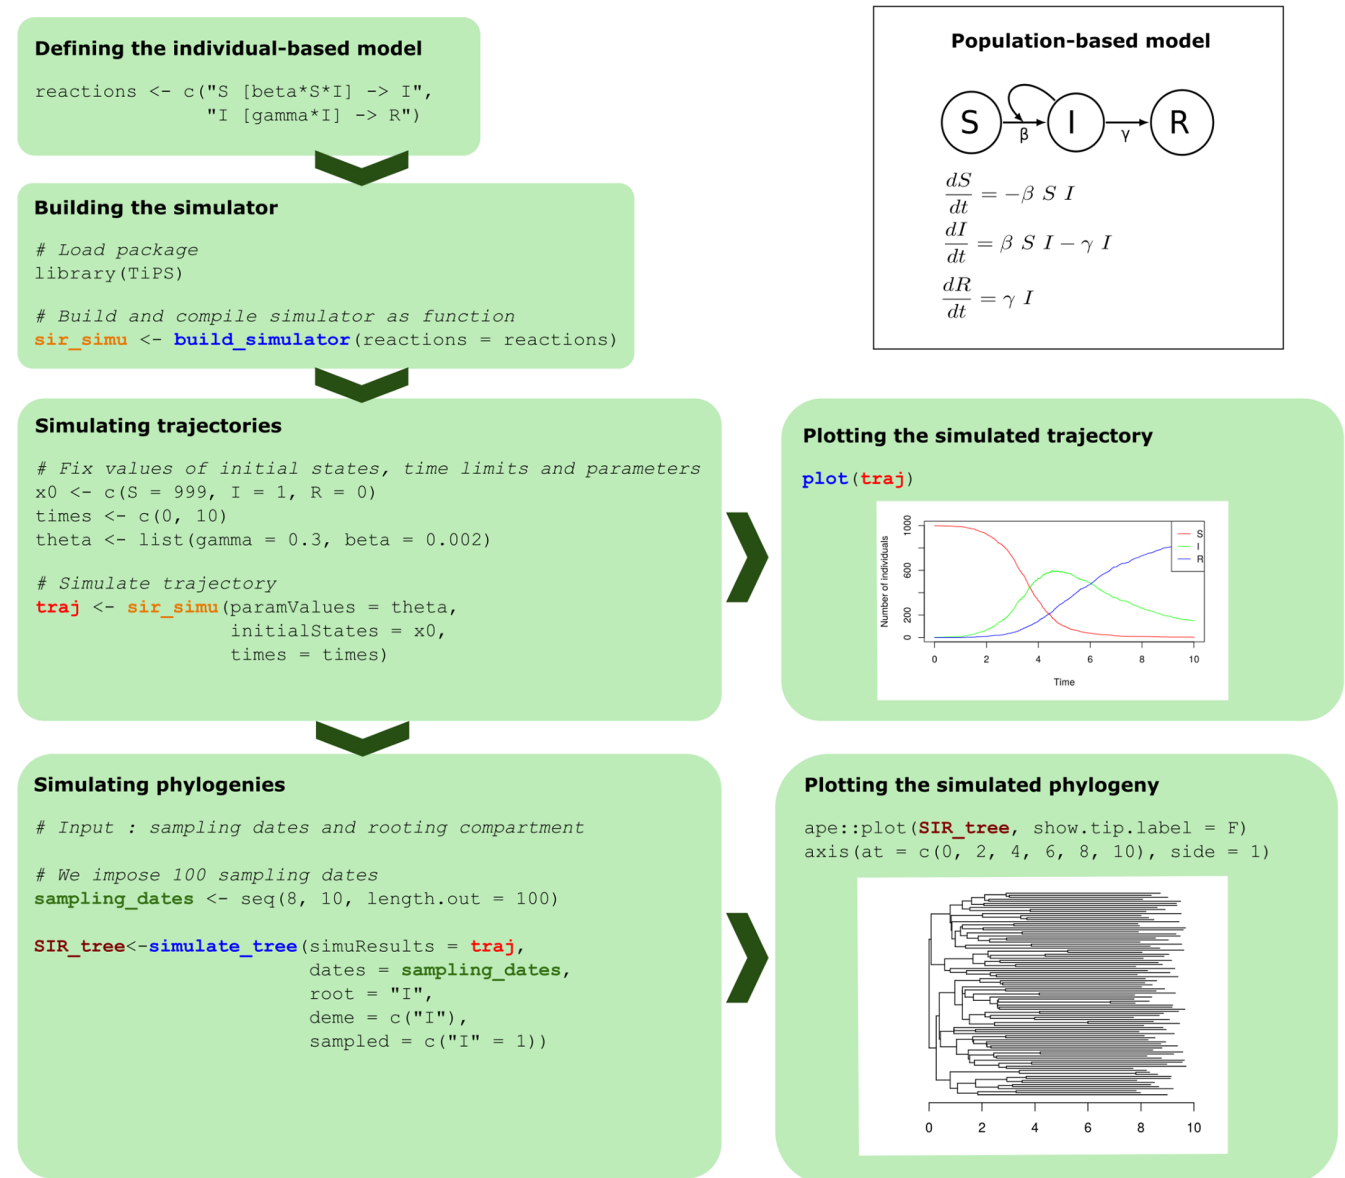 Defining the individual-based model
reactions <- c("S [beta*S*I] -> I",
"I [gamma*I] -> R")
Population-based model
S β I γ R
dS/dt = −β S I
dI/dt = β S I − γ I
dR/dt = γ I
Building the simulator
# Load package
library(TiPS)
# Build and compile simulator as function
sir_simu <- build_simulator(reactions = reactions)
Simulating trajectories
# Fix values of initial states, time limits and parameters
x0 <- c(S = 999, I = 1, R = 0)
times <- c(0, 10)
theta <- list(gamma = 0.3, beta = 0.002)
# Simulate trajectory
traj <- sir_simu(paramValues = theta,
initialStates = x0,
times = times)
Plotting the simulated trajectory
plot(traj)
Number of individuals
1000
600
200
0
S
I
R
0 2 4 6 8 10
Time
Simulating phylogenies
# Input : sampling dates and rooting compartment
# We impose 100 sampling dates
sampling_dates <- seq(8, 10, length.out = 100)
SIR_tree<-simulate_tree(simuResults = traj,
dates = sampling_dates,
root = "I",
deme = c("I"),
sampled = c("I" = 1))
Plotting the simulated phylogeny
ape::plot(SIR_tree, show.tip.label = F)
axis(at = c(0, 2, 4, 6, 8, 10), side = 1)
0 2 4 6 8 10